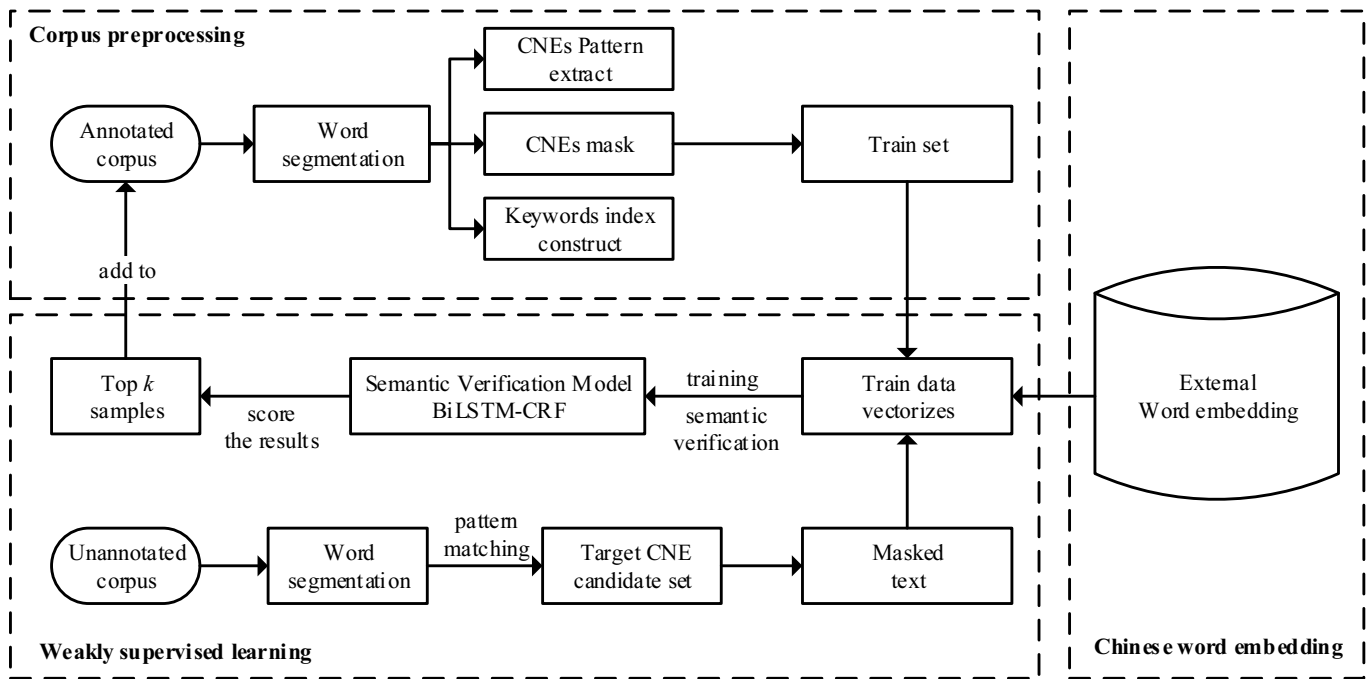 Corpus preprocessing
CNEs Pattern
extract
Annotated
corpus
Word
segmentation
CNEs mask
Train set
Keywords index
construct
add to
Top k
samples
score
the results
Semantic Verification Model
BiLSTM-CRF
training
semantic
verification
Train data
vectorizes
External
Word embedding
Unannotated
corpus
Word
segmentation
pattern
matching
Target CNE
candidate set
Masked
text
Weakly supervised learning
Chinese word embedding